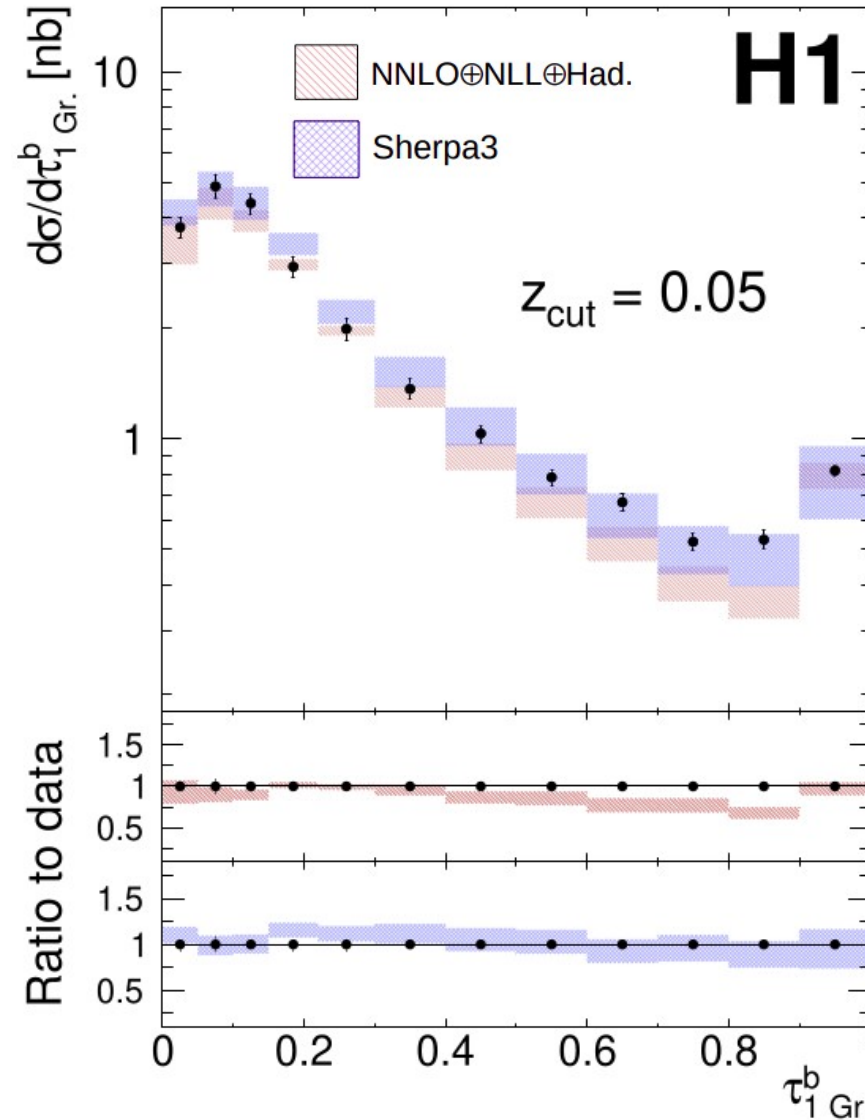 dσ/dτ^b_1 Gr. [nb]
10
1
NNLO⊕NLL⊕Had.
Sherpa3
H1
z_cut = 0.05
Ratio to data
1.5
1
0.5
1.5
1
0.5
0 0.2 0.4 0.6 0.8
τ^b_1 Gr